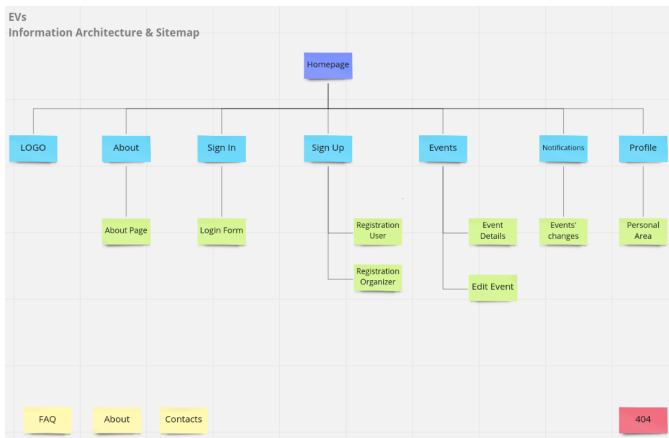 EVs
Information Architecture & Sitemap
Homepage
LOGO
About
Sign In
Sign Up
Events
Notifications
Profile
About Page
Login Form
Registration
User
Event
Details
Events'
changes
Personal
Area
Registration
Organizer
Edit Event
FAQ
About
Contacts
404